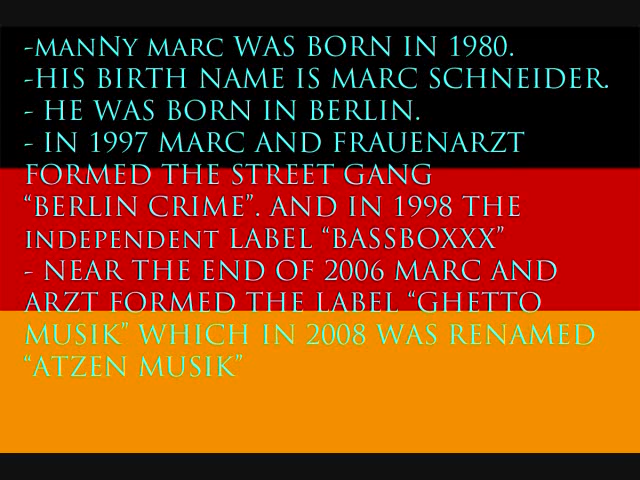 -MANNY MARC WAS BORN IN 1980.
-HIS BIRTH NAME IS MARC SCHNEIDER.
- HE WAS BORN IN BERLIN.
- IN 1997 MARC AND FRAUENARZT
FORMED THE STREET GANG
“BERLIN CRIME”. AND IN 1998 THE
INDEPENDENT LABEL “BASSBOXXX”
- NEAR THE END OF 2006 MARC AND
ARZT FORMED THE LABEL “GHETTO
MUSIK” WHICH IN 2008 WAS RENAMED
“ATZEN MUSIK”